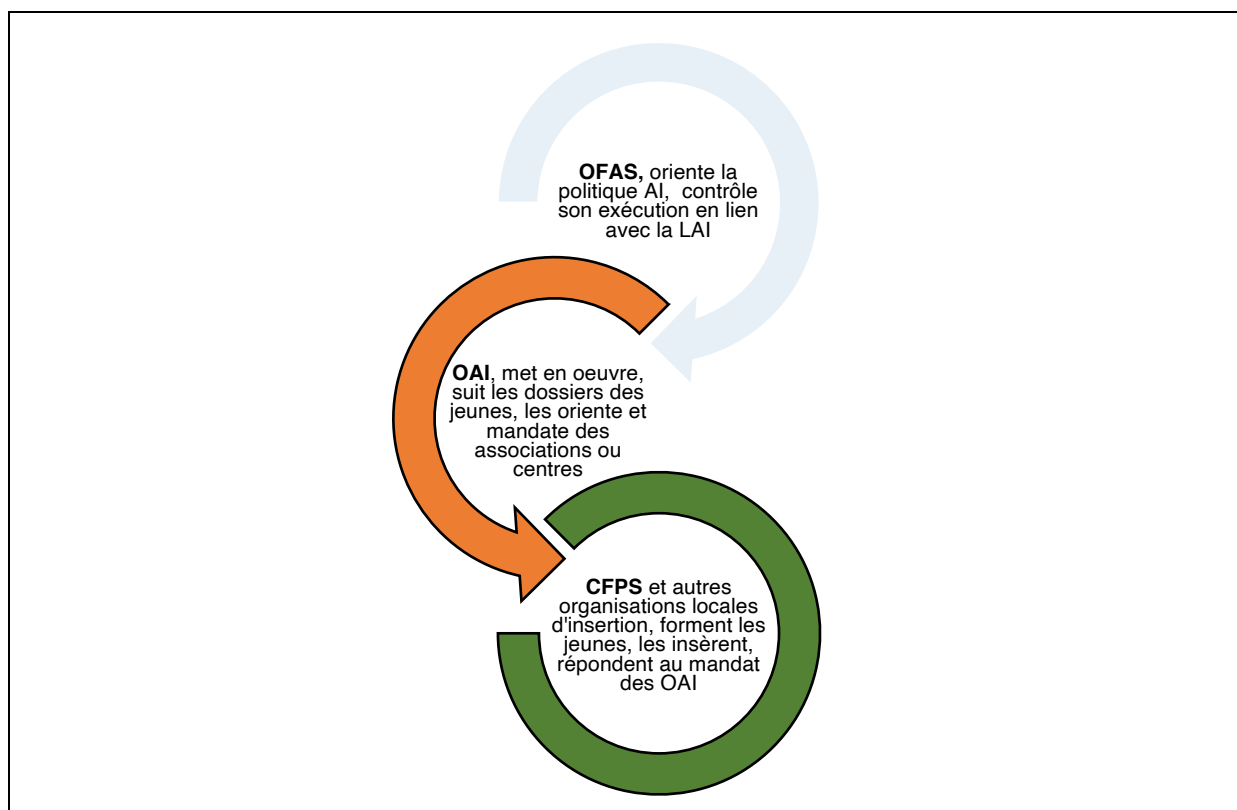 OFAS, oriente la
politique AI, contrôle
son exécution en lien
avec la LAI
OAI, met en oeuvre,
suit les dossiers des
jeunes, les oriente et
mandate des
associations ou
centres
CFPS et autres
organisations locales
d'insertion, forment les
jeunes, les insèrent,
répondent au mandat
des OAI